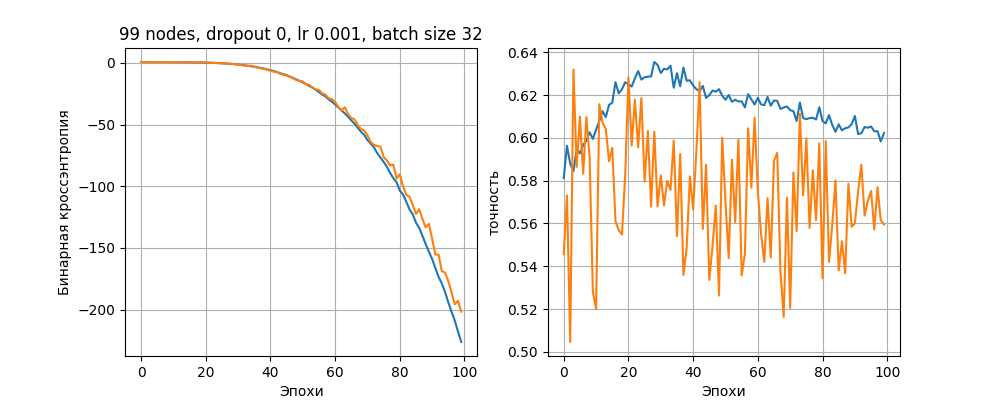 99 nodes, dropout 0, lr 0.001, batch size 32
Бинарная кроссэнтропия
0
−50
−100
−150
−200
0 20 40 60 80 100
Эпохи
точность
0.64
0.62
0.60
0.58
0.56
0.54
0.52
0.50
0 20 40 60 80 100
Эпохи